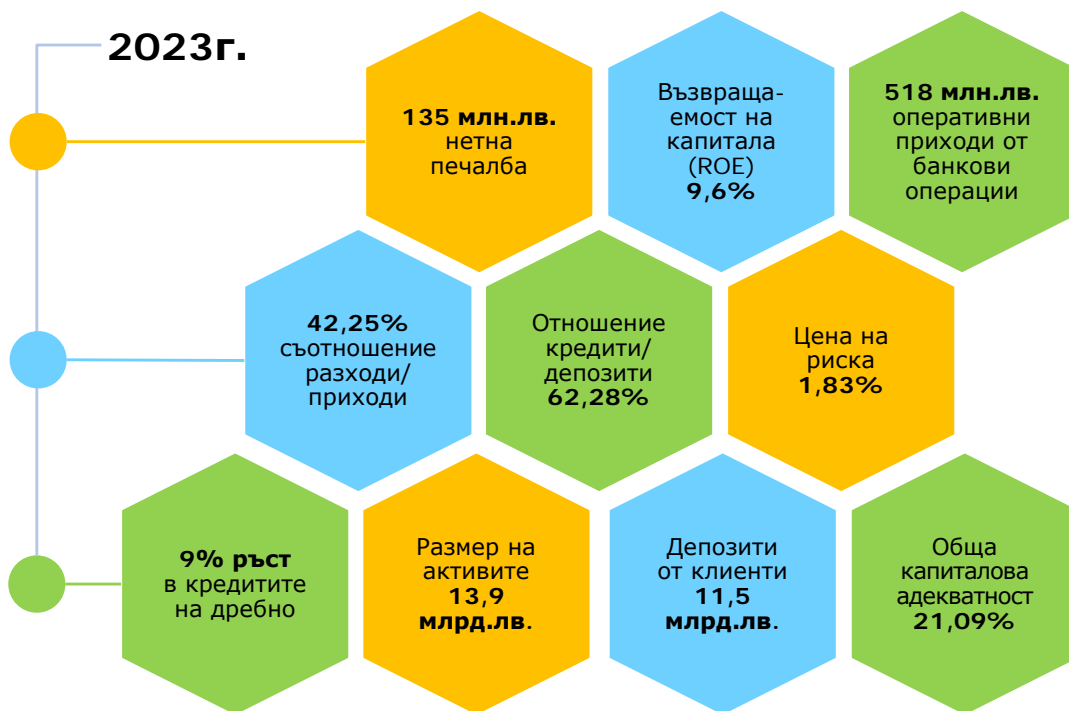 2023г.
135 млн.лв.
нетна
печалба
Възвраща-
емост на
капитала
(ROE)
9,6%
518 млн.лв.
оперативни
приходи от
банкови
операции
42,25%
съотношение
разходи/
приходи
Отношение
кредити/
депозити
62,28%
Цена на
риска
1,83%
9% ръст
в кредитите
на дребно
Размер на
активите
13,9
млрд.лв.
Депозити
от клиенти
11,5
млрд.лв.
Обща
капиталова
адекватност
21,09%